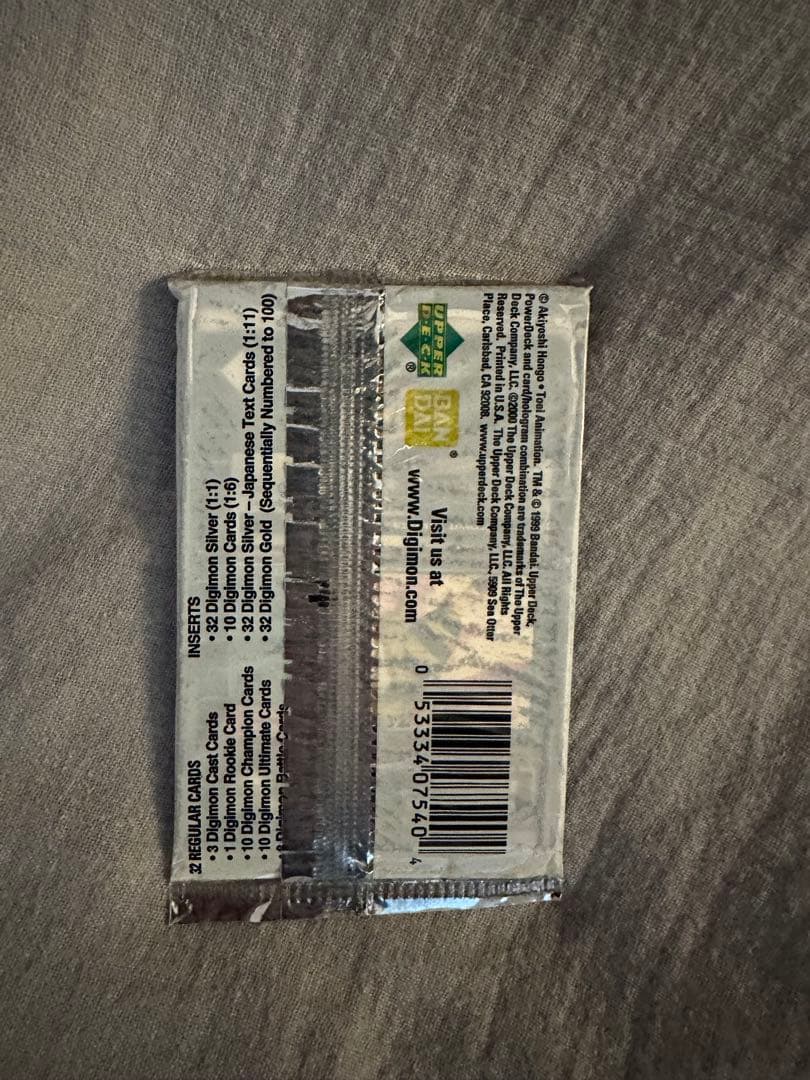 32 REGULAR CARDS
• 3 Digimon Cast Cards
• 1 Digimon Rookie Card
• 10 Digimon Champion Cards
• 10 Digimon Ultimate Cards
• 8 Digimon Battle Cards
INSERTS
• 32 Digimon Silver (1:1)
• 10 Digimon Cards (1:6)
• 32 Digimon Silver – Japanese Text Cards (1:11)
• 32 Digimon Gold (Sequentially Numbered to 100)
UPPER
DECK
®
BAN
DAI
®
Visit us at
www.Digimon.com
© Akiyoshi Hongo • Toei Animation. TM & © 1999 Bandai. Upper Deck,
PowerDeck and card/hologram combination are trademarks of The Upper
Deck Company, LLC. ©2000 The Upper Deck Company, LLC. All Rights
Reserved. Printed in U.S.A. The Upper Deck Company, LLC., 5909 Sea Otter
Place, Carlsbad, CA 92008. www.upperdeck.com
0 53334 07540 4